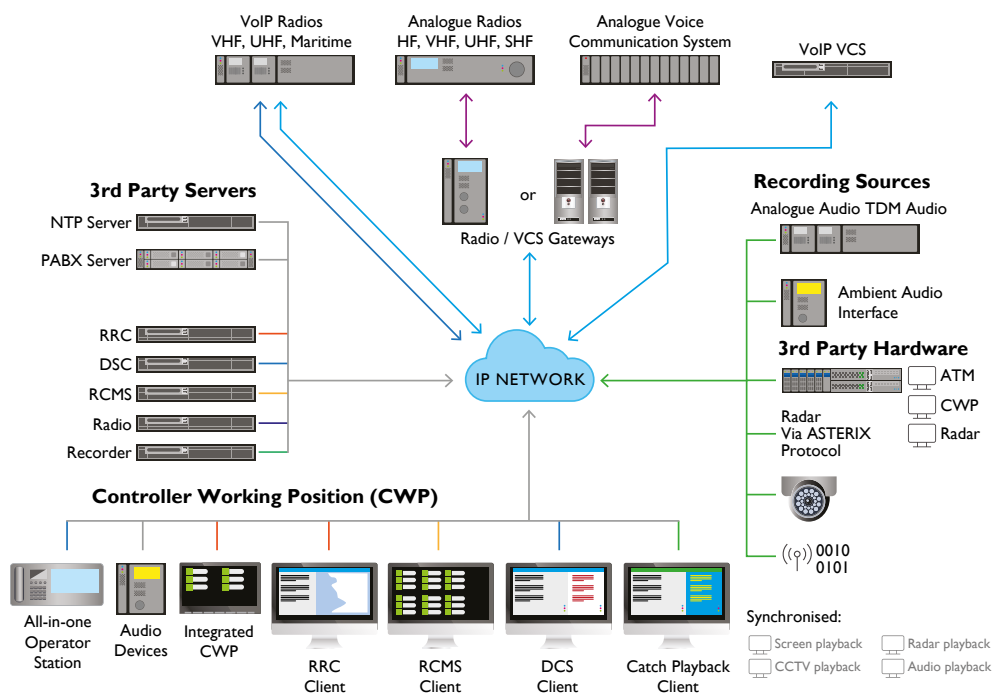 VoIP Radios
VHF, UHF, Maritime
Analogue Radios
HF, VHF, UHF, SHF
Analogue Voice
Communication System
VoIP VCS
or
Radio / VCS Gateways
3rd Party Servers
NTP Server
PABX Server
RRC
DSC
RCMS
Radio
Recorder
IP NETWORK
Recording Sources
Analogue Audio TDM Audio
Ambient Audio
Interface
3rd Party Hardware
ATM
CWP
Radar
Radar
Via ASTERIX
Protocol
0010
0101
Controller Working Position (CWP)
All-in-one
Operator
Station
Audio
Devices
Integrated
CWP
RRC
Client
RCMS
Client
DCS
Client
Catch Playback
Client
Synchronised:
Screen playback
Radar playback
CCTV playback
Audio playback